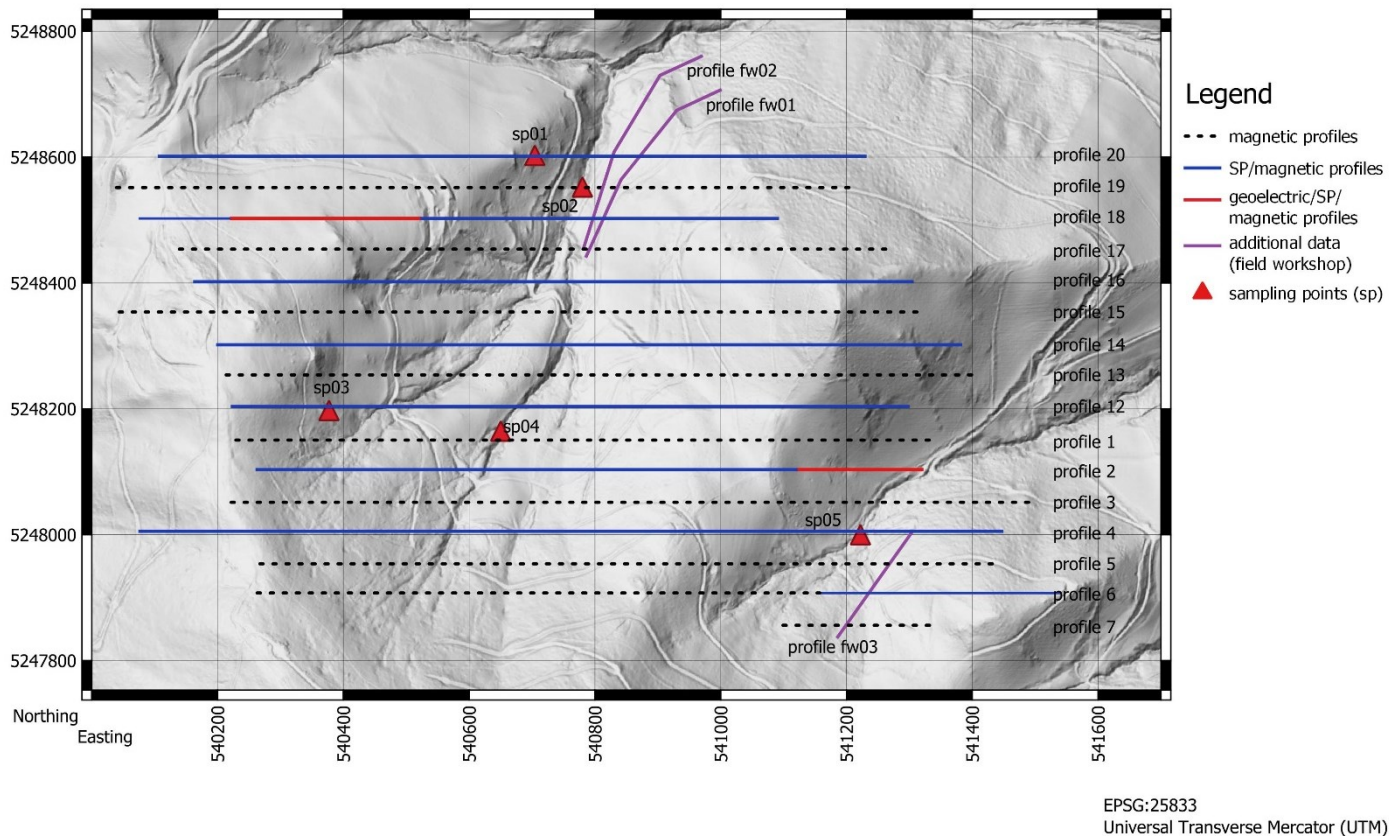 5248800
5248600
5248400
5248200
5248000
5247800
Northing
Easting
540200
540400
540600
540800
541000
541200
541400
541600
profile fw02
profile fw01
sp01
sp02
sp03
sp04
sp05
profile fw03
profile 20
profile 19
profile 18
profile 17
profile 16
profile 15
profile 14
profile 13
profile 12
profile 1
profile 2
profile 3
profile 4
profile 5
profile 6
profile 7
Legend
magnetic profiles
SP/magnetic profiles
geoelectric/SP/
magnetic profiles
additional data
(field workshop)
sampling points (sp)
EPSG:25833
Universal Transverse Mercator (UTM)